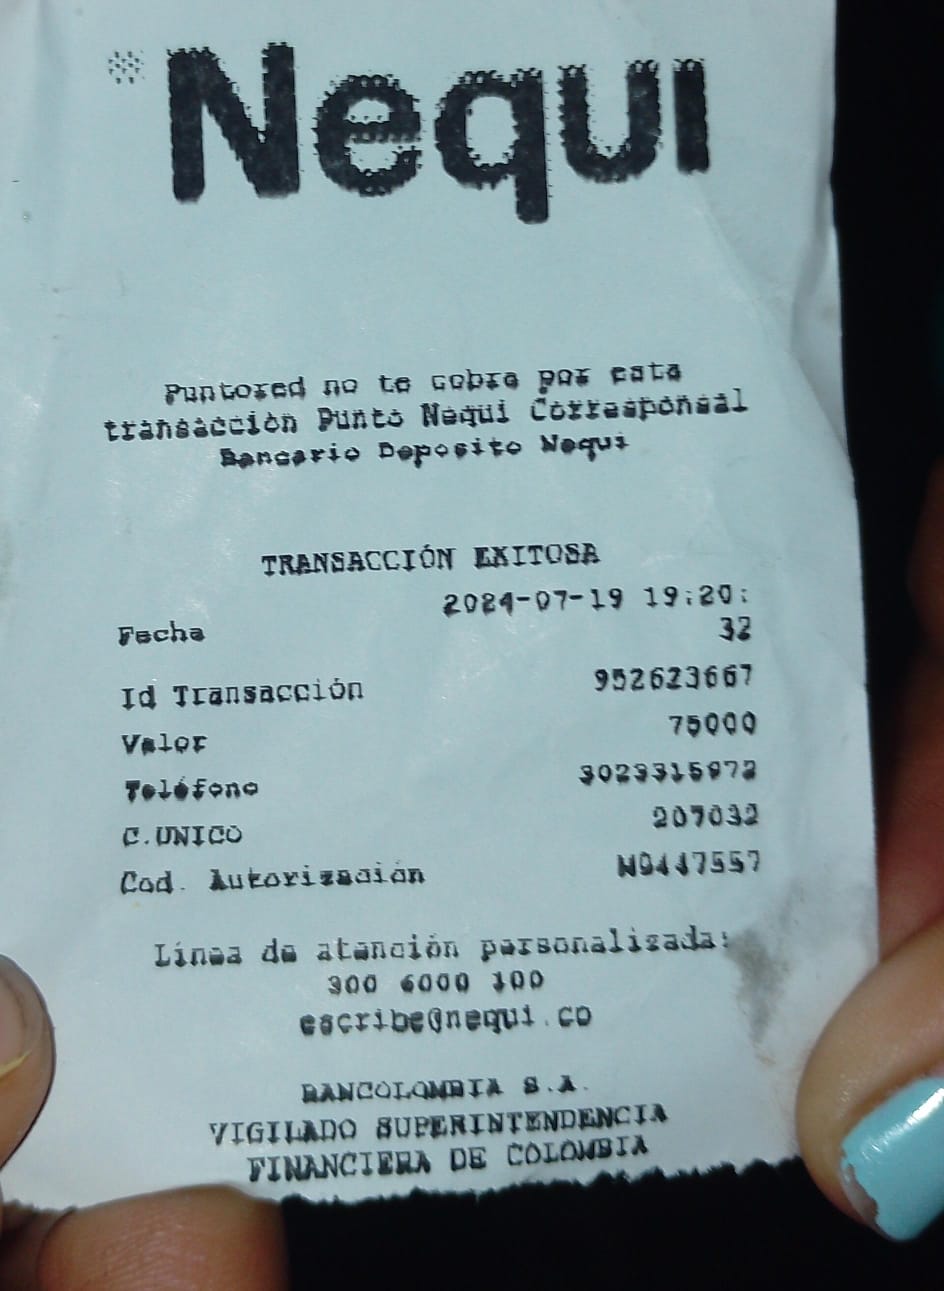 Nequi
Puntored no te cobra por esta
transacción Punto Nequi Corresponsal
Bancario Deposito Nequi
TRANSACCIÓN EXITOSA
2024-07-19 19:20:
Fecha 32
Id Transacción 952623667
Valor 75000
Teléfono 3023315972
C.UNICO 207032
Cod. Autorización M9447557
Línea de atención personalizada:
300 6000 100
escribe@nequi.co
BANCOLOMBIA S.A.
VIGILADO SUPERINTENDENCIA
FINANCIERA DE COLOMBIA